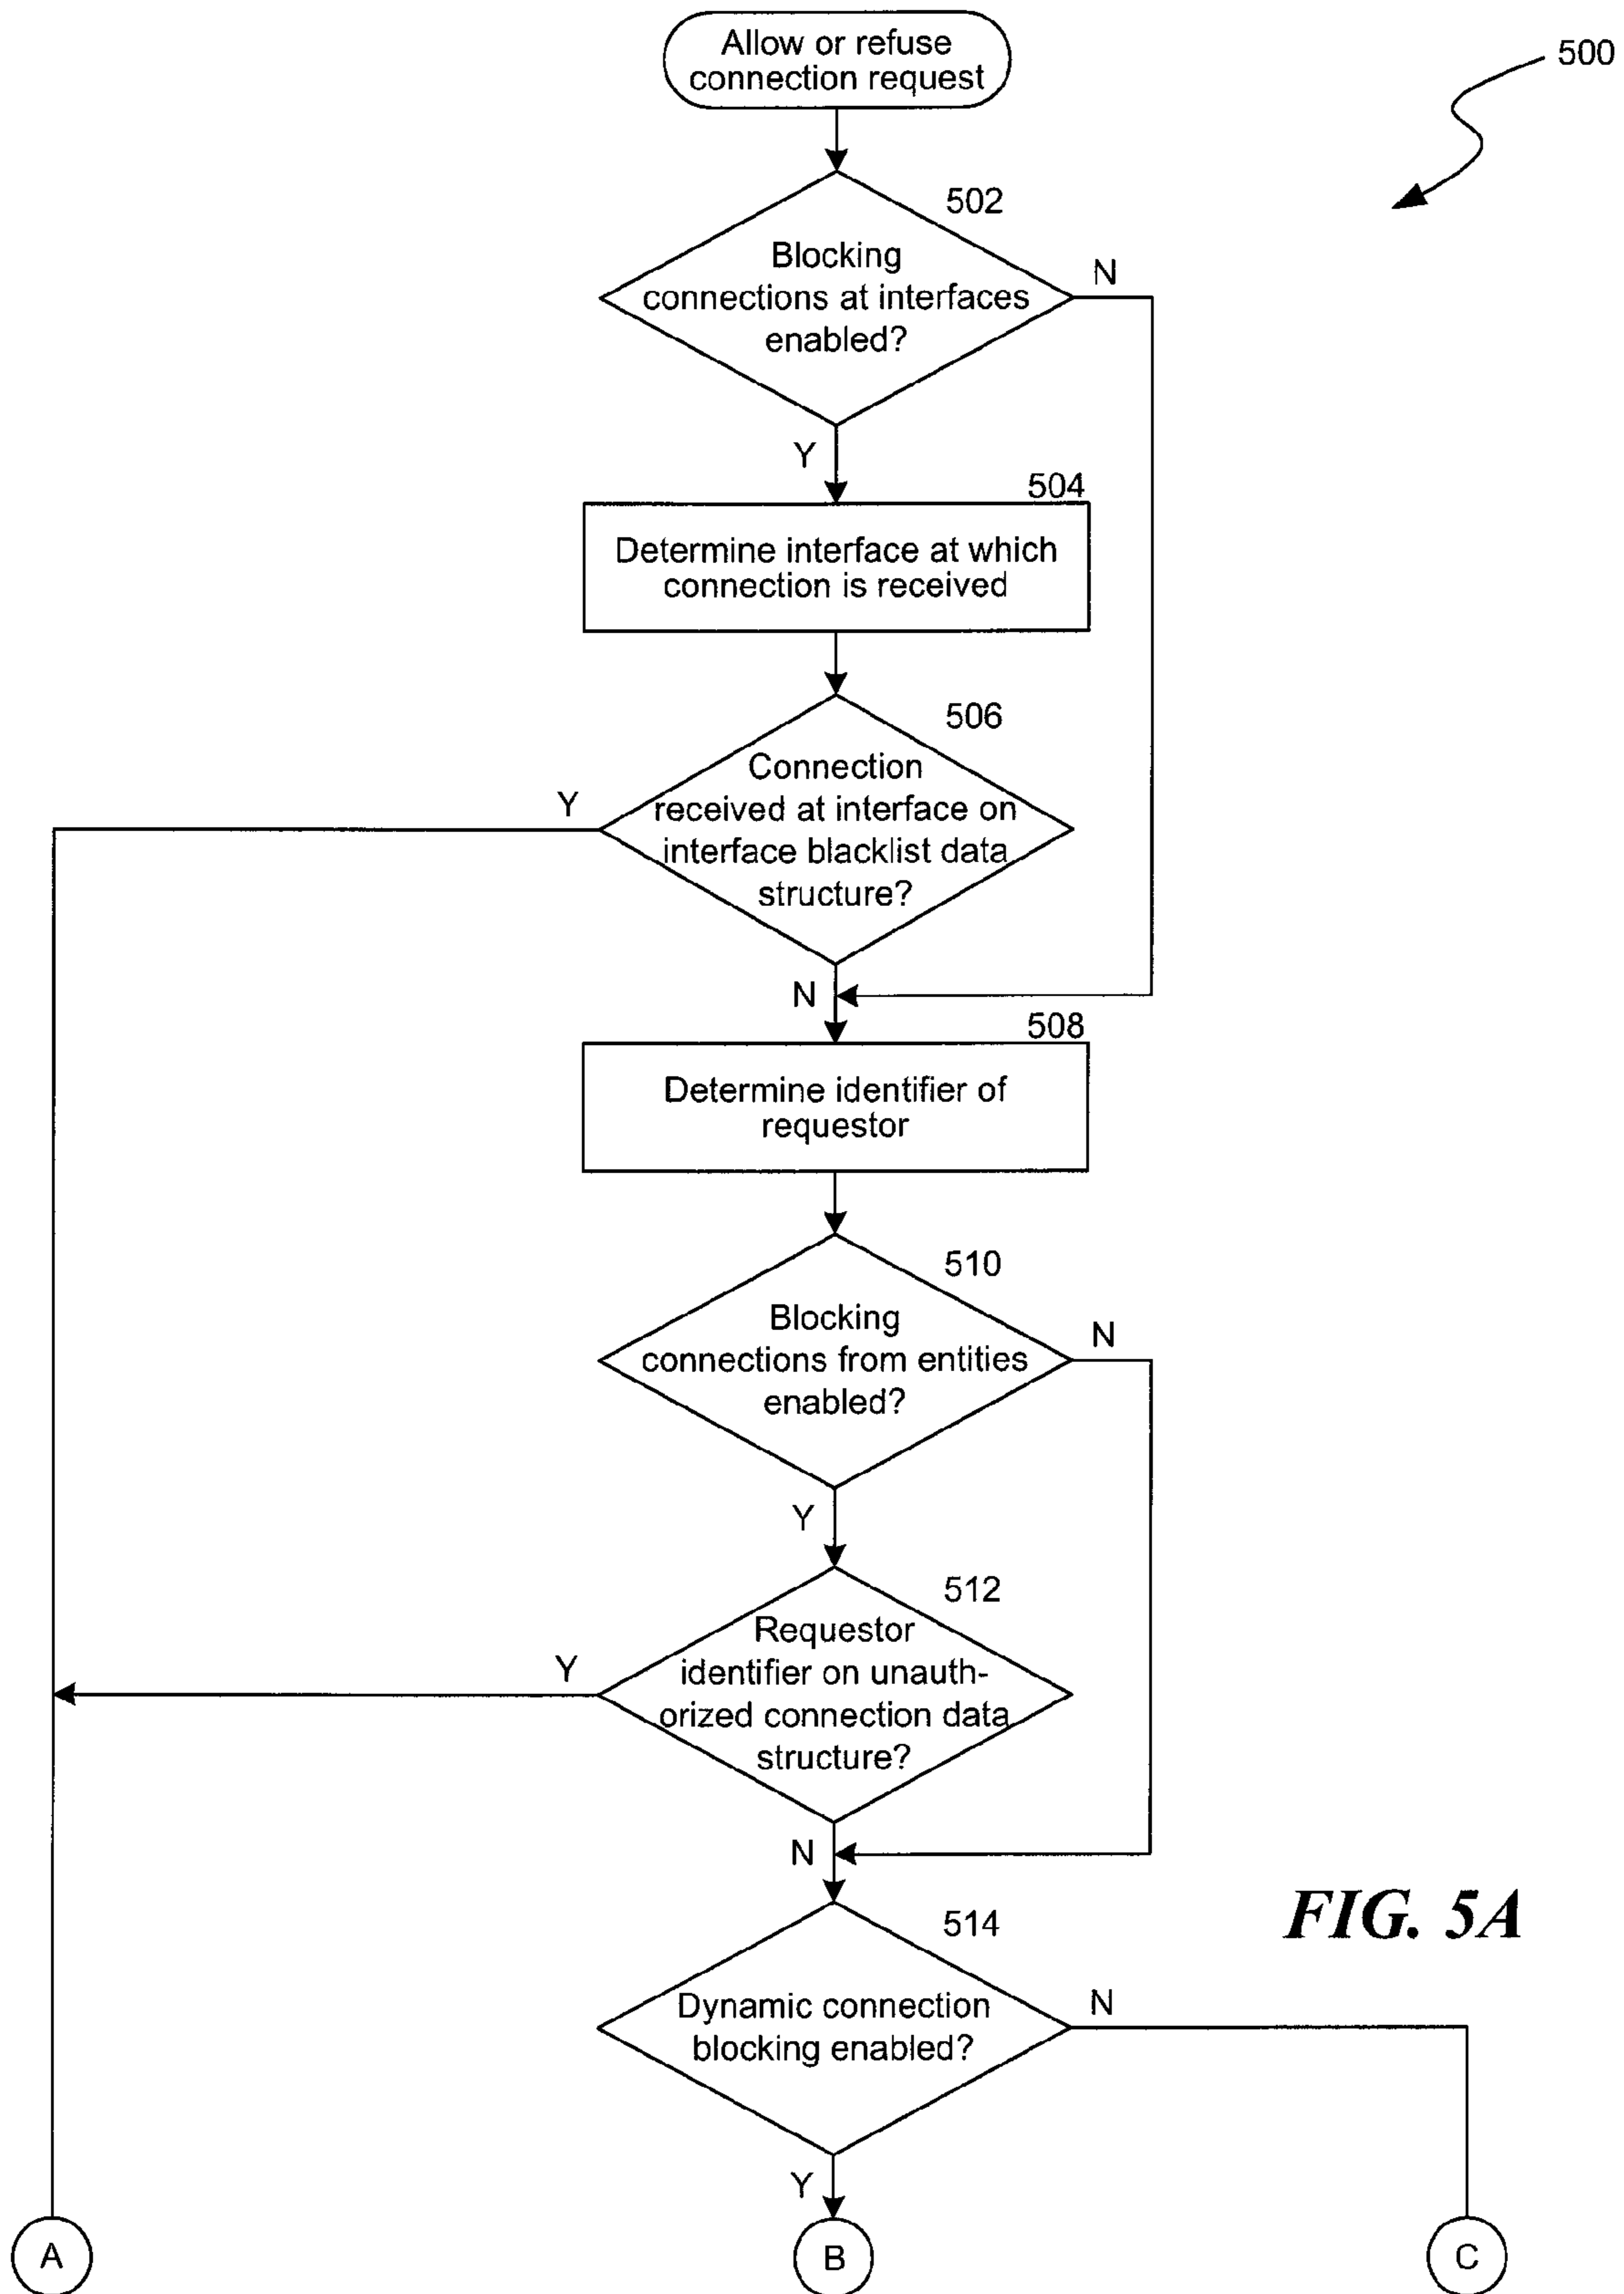 Allow or refuse
connection request
500
502
Blocking
connections at interfaces
enabled?
N
Y
504
Determine interface at which
connection is received
506
Connection
received at interface on
interface blacklist data
structure?
Y
N
508
Determine identifier of
requestor
510
Blocking
connections from entities
enabled?
N
Y
512
Requestor
identifier on unauth-
orized connection data
structure?
Y
N
FIG. 5A
514
Dynamic connection
blocking enabled?
N
Y
A
B
C